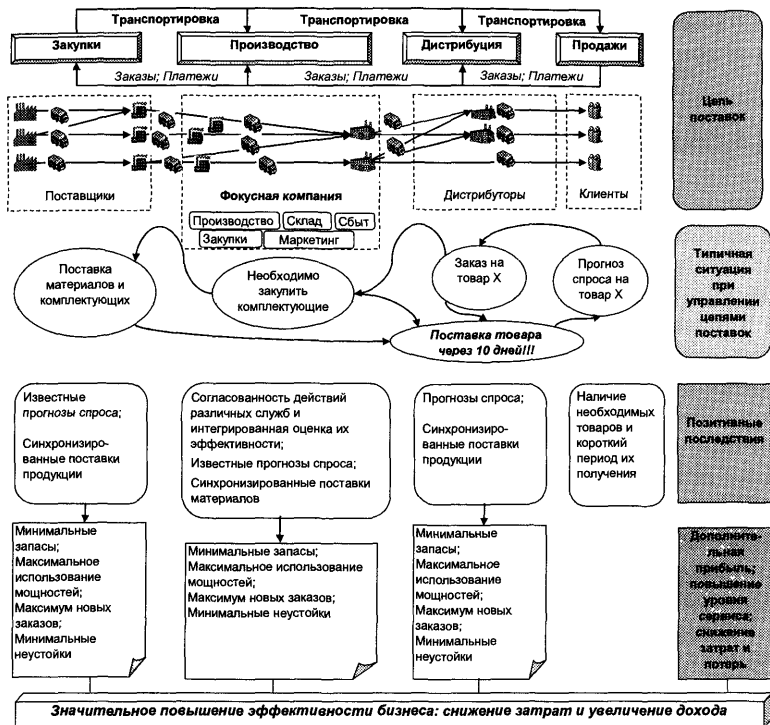 Транспортировка Транспортировка Транспортировка
Закупки Производство Дистрибуция Продажи
Заказы; Платежи Заказы; Платежи Заказы; Платежи
Цепь
поставок
Поставщики Фокусная компания Дистрибуторы Клиенты
Производство Склад Сбыт
Закупки Маркетинг
Поставка
материалов и
комплектующих
Необходимо
закупить
комплектующие
Заказ на
товар X
Прогноз
спроса на
товар X
Поставка товара
через 10 дней!!!
Типичная
ситуация
при
управлении
цепями
поставок
Известные
прогнозы спроса;
Синхронизиро-
ванные поставки
продукции
Согласованность действий
различных служб и
интегрированная оценка их
эффективности;
Известные прогнозы спроса;
Синхронизированные поставки
материалов
Прогнозы спроса;
Синхронизиро-
ванные поставки
продукции
Наличие
необходимых
товаров и
короткий
период их
получения
Позитивные
последствия
Минимальные
запасы;
Максимальное
использование
мощностей;
Максимум новых
заказов;
Минимальные
неустойки
Минимальные запасы;
Максимальное использование
мощностей;
Максимум новых заказов;
Минимальные неустойки
Минимальные
запасы;
Максимальное
использование
мощностей;
Максимум новых
заказов;
Минимальные
неустойки
Дополните-
льная
прибыль;
повышение
уровня
сервиса;
снижение
затрат и
потерь
Значительное повышение эффективности бизнеса: снижение затрат и увеличение дохода